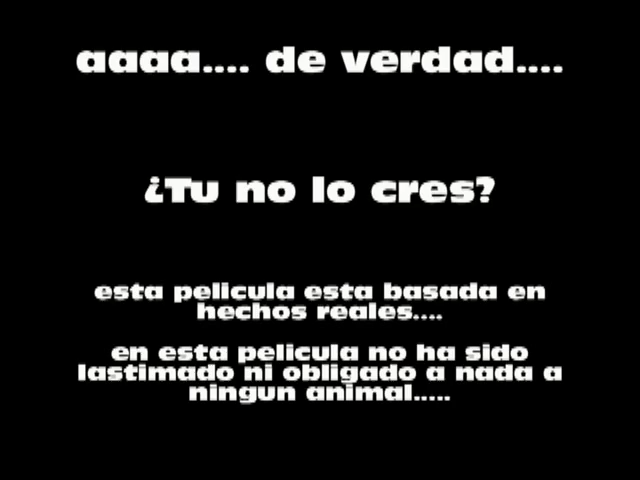 aaaa.... de verdad....
¿Tu no lo cres?
esta pelicula esta basada en
hechos reales....
en esta pelicula no ha sido
lastimado ni obligado a nada a
ningun animal.....